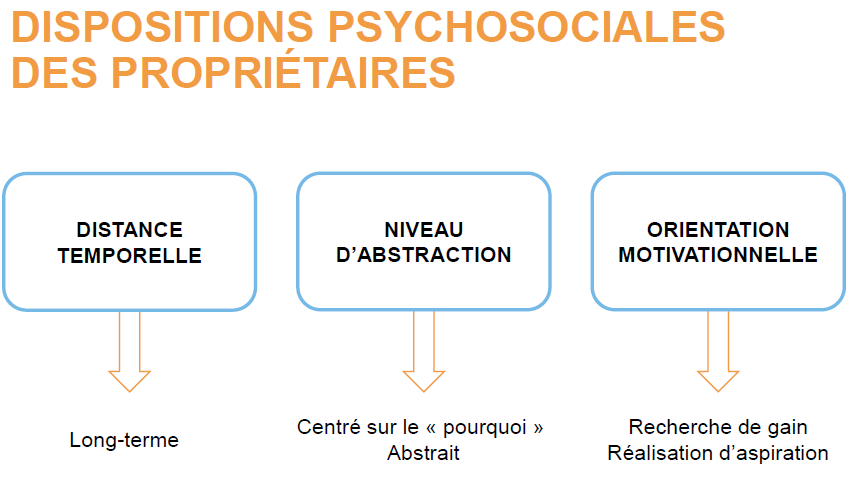 DISPOSITIONS PSYCHOSOCIALES
DES PROPRIÉTAIRES
DISTANCE
TEMPORELLE
NIVEAU
D’ABSTRACTION
ORIENTATION
MOTIVATIONNELLE
Long-terme
Centré sur le « pourquoi »
Abstrait
Recherche de gain
Réalisation d’aspiration